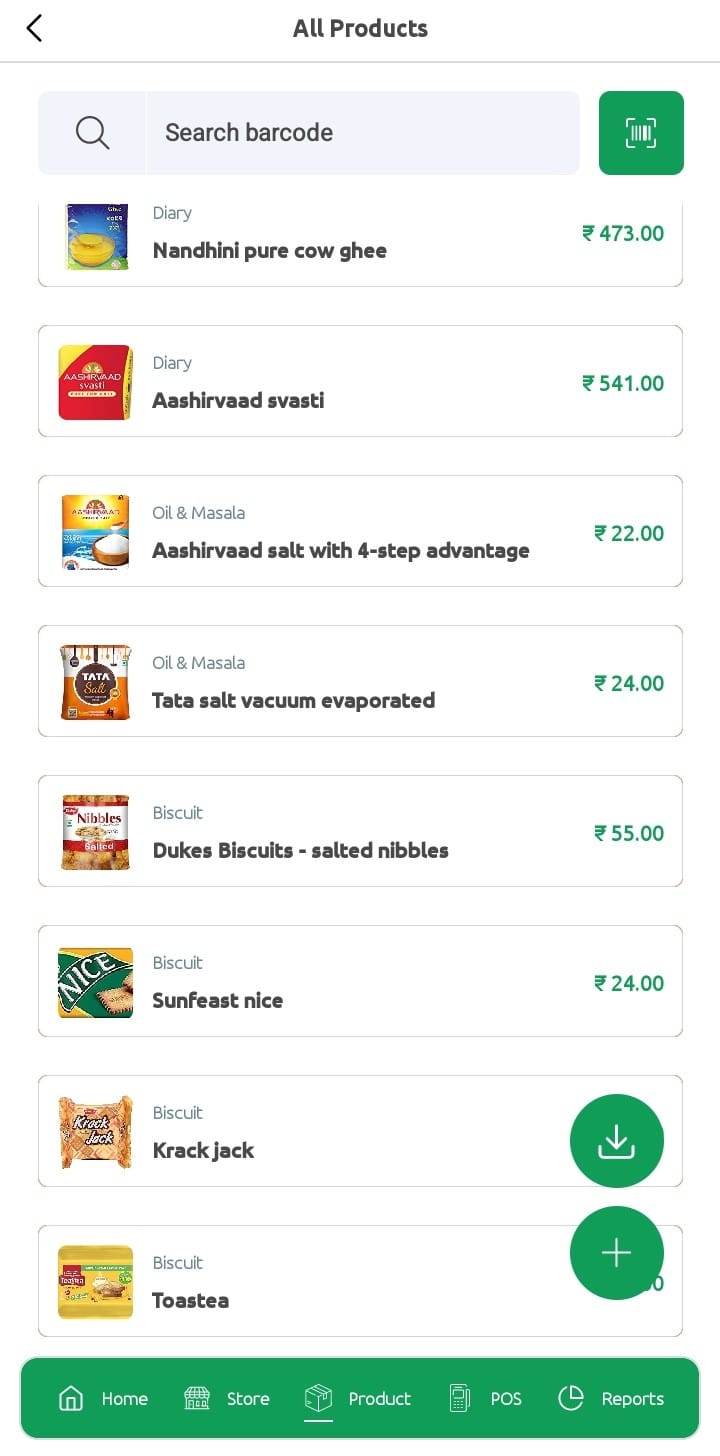 All Products
Search barcode
Diary
Nandhini pure cow ghee
₹ 473.00
AASHIRVAAD
svasti
Diary
Aashirvaad svasti
₹ 541.00
AASHIRVAAD
Oil & Masala
Aashirvaad salt with 4-step advantage
₹ 22.00
TATA
Salt
Oil & Masala
Tata salt vacuum evaporated
₹ 24.00
Nibbles
Salted
Biscuit
Dukes Biscuits - salted nibbles
₹ 55.00
NICE
Biscuit
Sunfeast nice
₹ 24.00
Krack
Jack
Biscuit
Krack jack
Toastea
Biscuit
Toastea
Home
Store
Product
POS
Reports